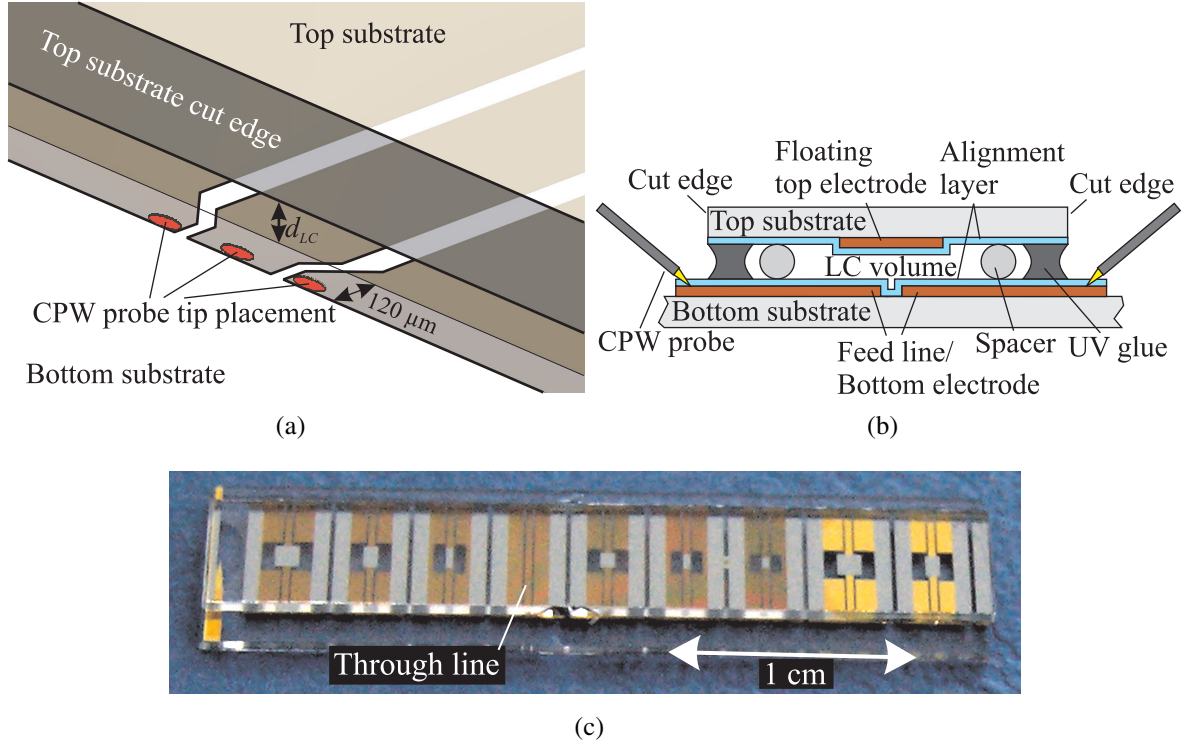 Top substrate
Top substrate cut edge
d_LC
120 μm
CPW probe tip placement
Bottom substrate
(a)
Floating
top electrode
Alignment
layer
Cut edge
Cut edge
Top substrate
LC volume
Bottom substrate
CPW probe
Feed line/
Bottom electrode
Spacer
UV glue
(b)
Through line
1 cm
(c)